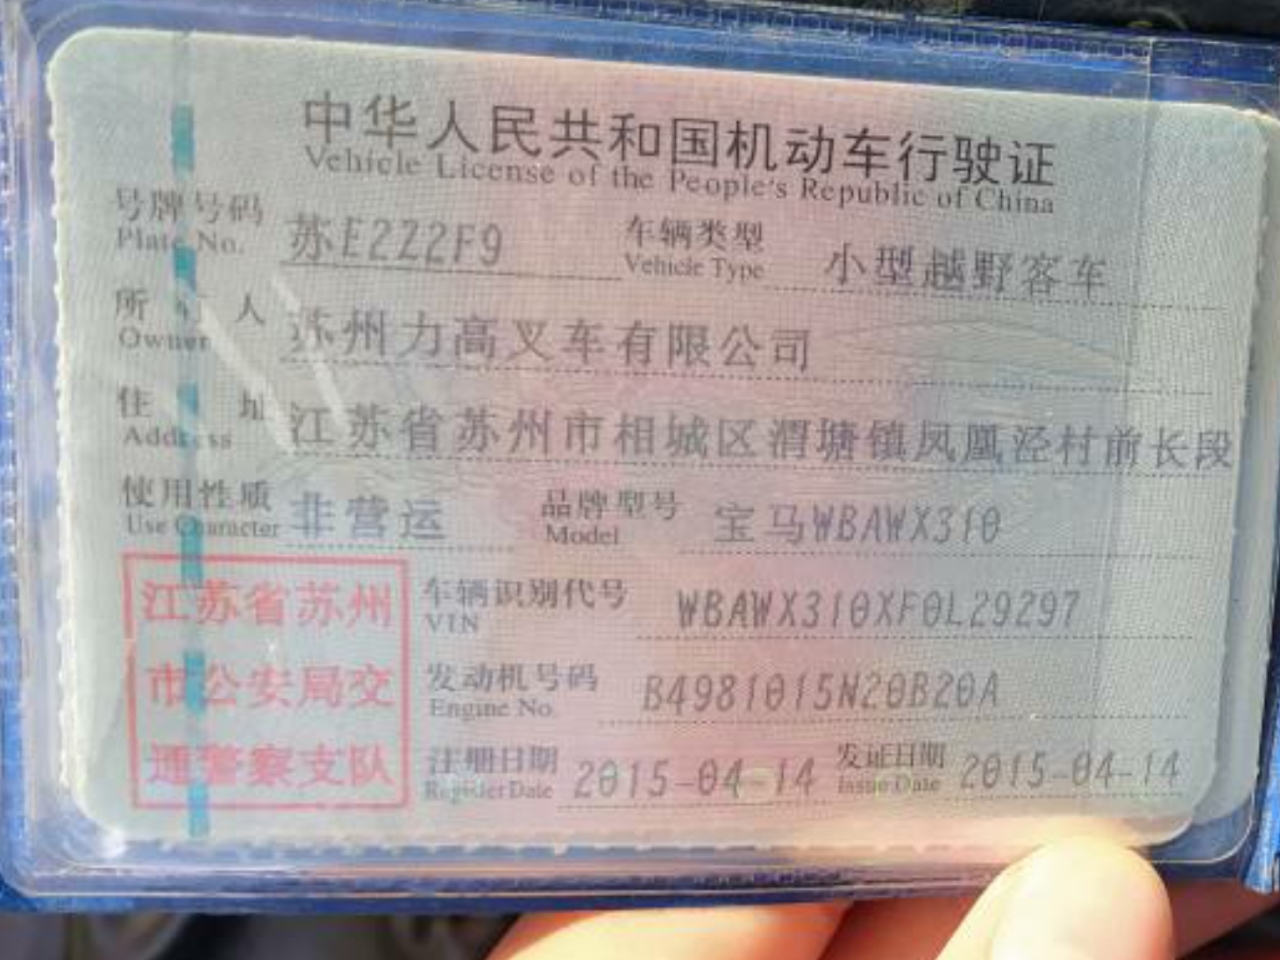 中华人民共和国机动车行驶证
Vehicle License of the People's Republic of China
号牌号码 苏E2Z2F9 车辆类型 小型越野客车
Plate No. Vehicle Type
所有人 苏州力高叉车有限公司
Owner
住址 江苏省苏州市相城区渭塘镇凤凰泾村前长段
Address
使用性质 非营运 品牌型号 宝马WBAWX310
Use Character Model
江苏省苏州 车辆识别代号 WBAWX310XF0L29297
VIN
市公安局交 发动机号码 B4981015N20B20A
Engine No.
通警察支队 注册日期 2015-04-14 发证日期 2015-04-14
Register Date Issue Date